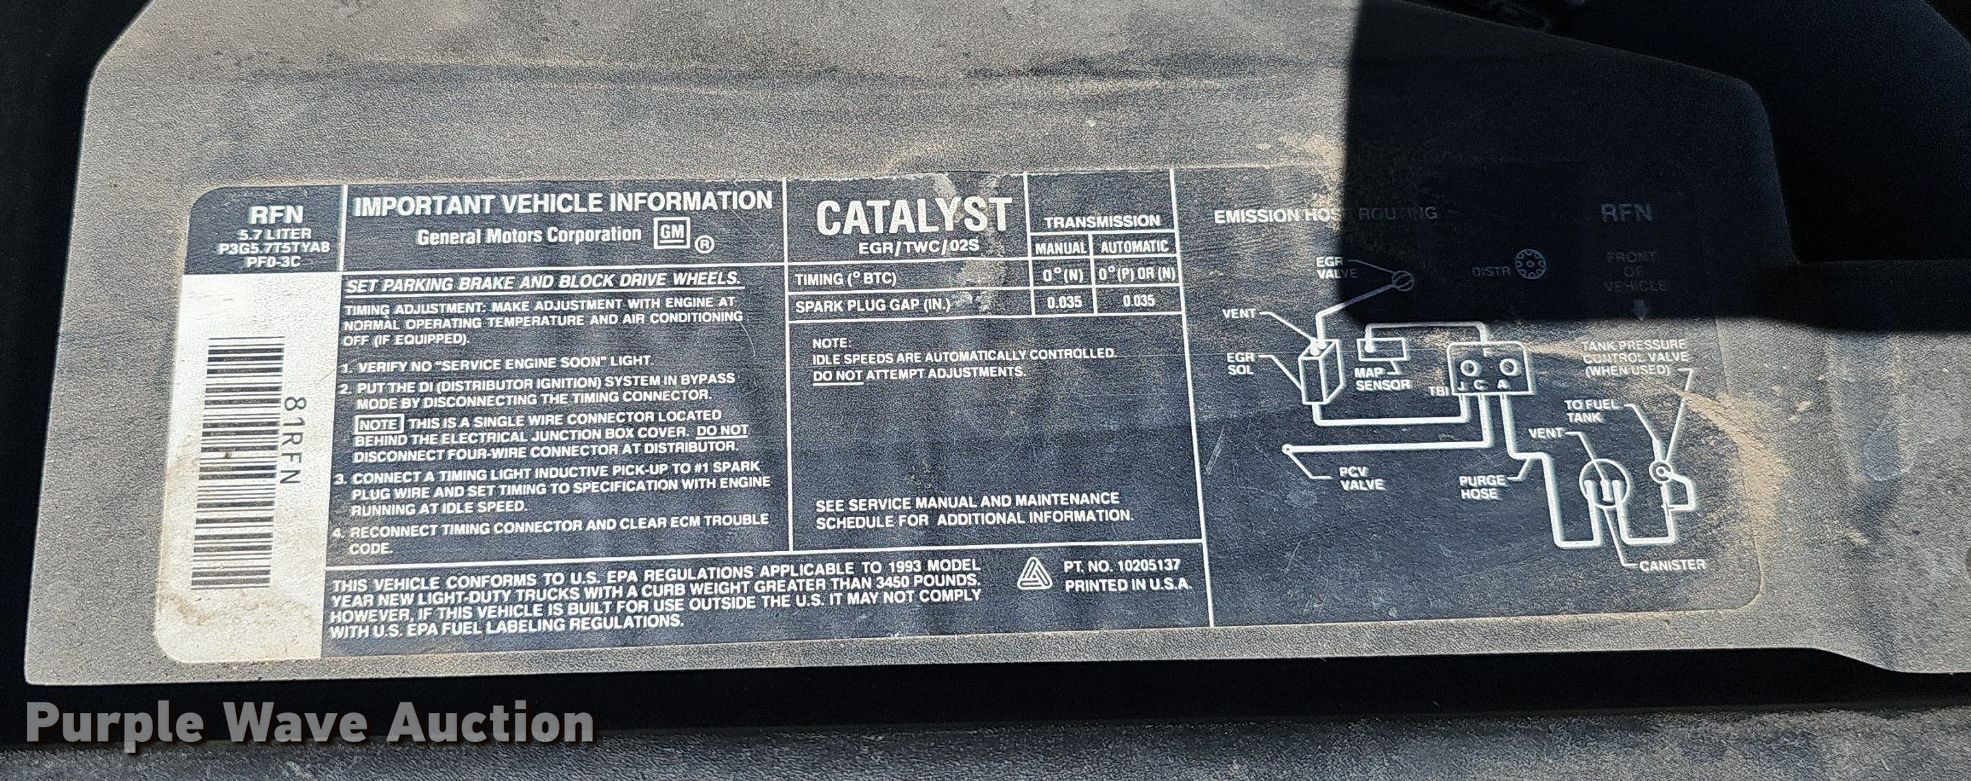 RFN
5.7 LITER
P3G5.7T5TYAB
PF0-3C
81RFN
IMPORTANT VEHICLE INFORMATION
General Motors Corporation GM ®
SET PARKING BRAKE AND BLOCK DRIVE WHEELS.
TIMING ADJUSTMENT: MAKE ADJUSTMENT WITH ENGINE AT
NORMAL OPERATING TEMPERATURE AND AIR CONDITIONING
OFF (IF EQUIPPED).
1. VERIFY NO "SERVICE ENGINE SOON" LIGHT.
2. PUT THE DI (DISTRIBUTOR IGNITION) SYSTEM IN BYPASS
MODE BY DISCONNECTING THE TIMING CONNECTOR.
NOTE THIS IS A SINGLE WIRE CONNECTOR LOCATED
BEHIND THE ELECTRICAL JUNCTION BOX COVER. DO NOT
DISCONNECT FOUR-WIRE CONNECTOR AT DISTRIBUTOR.
3. CONNECT A TIMING LIGHT INDUCTIVE PICK-UP TO #1 SPARK
PLUG WIRE AND SET TIMING TO SPECIFICATION WITH ENGINE
RUNNING AT IDLE SPEED.
4. RECONNECT TIMING CONNECTOR AND CLEAR ECM TROUBLE
CODE.
CATALYST
EGR/TWC/02S
TRANSMISSION
MANUAL AUTOMATIC
TIMING (° BTC) 0°(N) 0°(P) OR (N)
SPARK PLUG GAP (IN.) 0.035 0.035
NOTE:
IDLE SPEEDS ARE AUTOMATICALLY CONTROLLED.
DO NOT ATTEMPT ADJUSTMENTS.
SEE SERVICE MANUAL AND MAINTENANCE
SCHEDULE FOR ADDITIONAL INFORMATION.
THIS VEHICLE CONFORMS TO U.S. EPA REGULATIONS APPLICABLE TO 1993 MODEL
YEAR NEW LIGHT-DUTY TRUCKS WITH A CURB WEIGHT GREATER THAN 3450 POUNDS.
HOWEVER, IF THIS VEHICLE IS BUILT FOR USE OUTSIDE THE U.S. IT MAY NOT COMPLY
WITH U.S. EPA FUEL LABELING REGULATIONS.
PT. NO. 10205137
PRINTED IN U.S.A.
EMISSION HOSE ROUTING
RFN
EGR
VALVE
DISTR
FRONT
OF
VEHICLE
VENT
EGR
SOL
MAP
SENSOR
TBI
F
J C A
TANK PRESSURE
CONTROL VALVE
(WHEN USED)
TO FUEL
TANK
VENT
PCV
VALVE
PURGE
HOSE
CANISTER
Purple Wave Auction